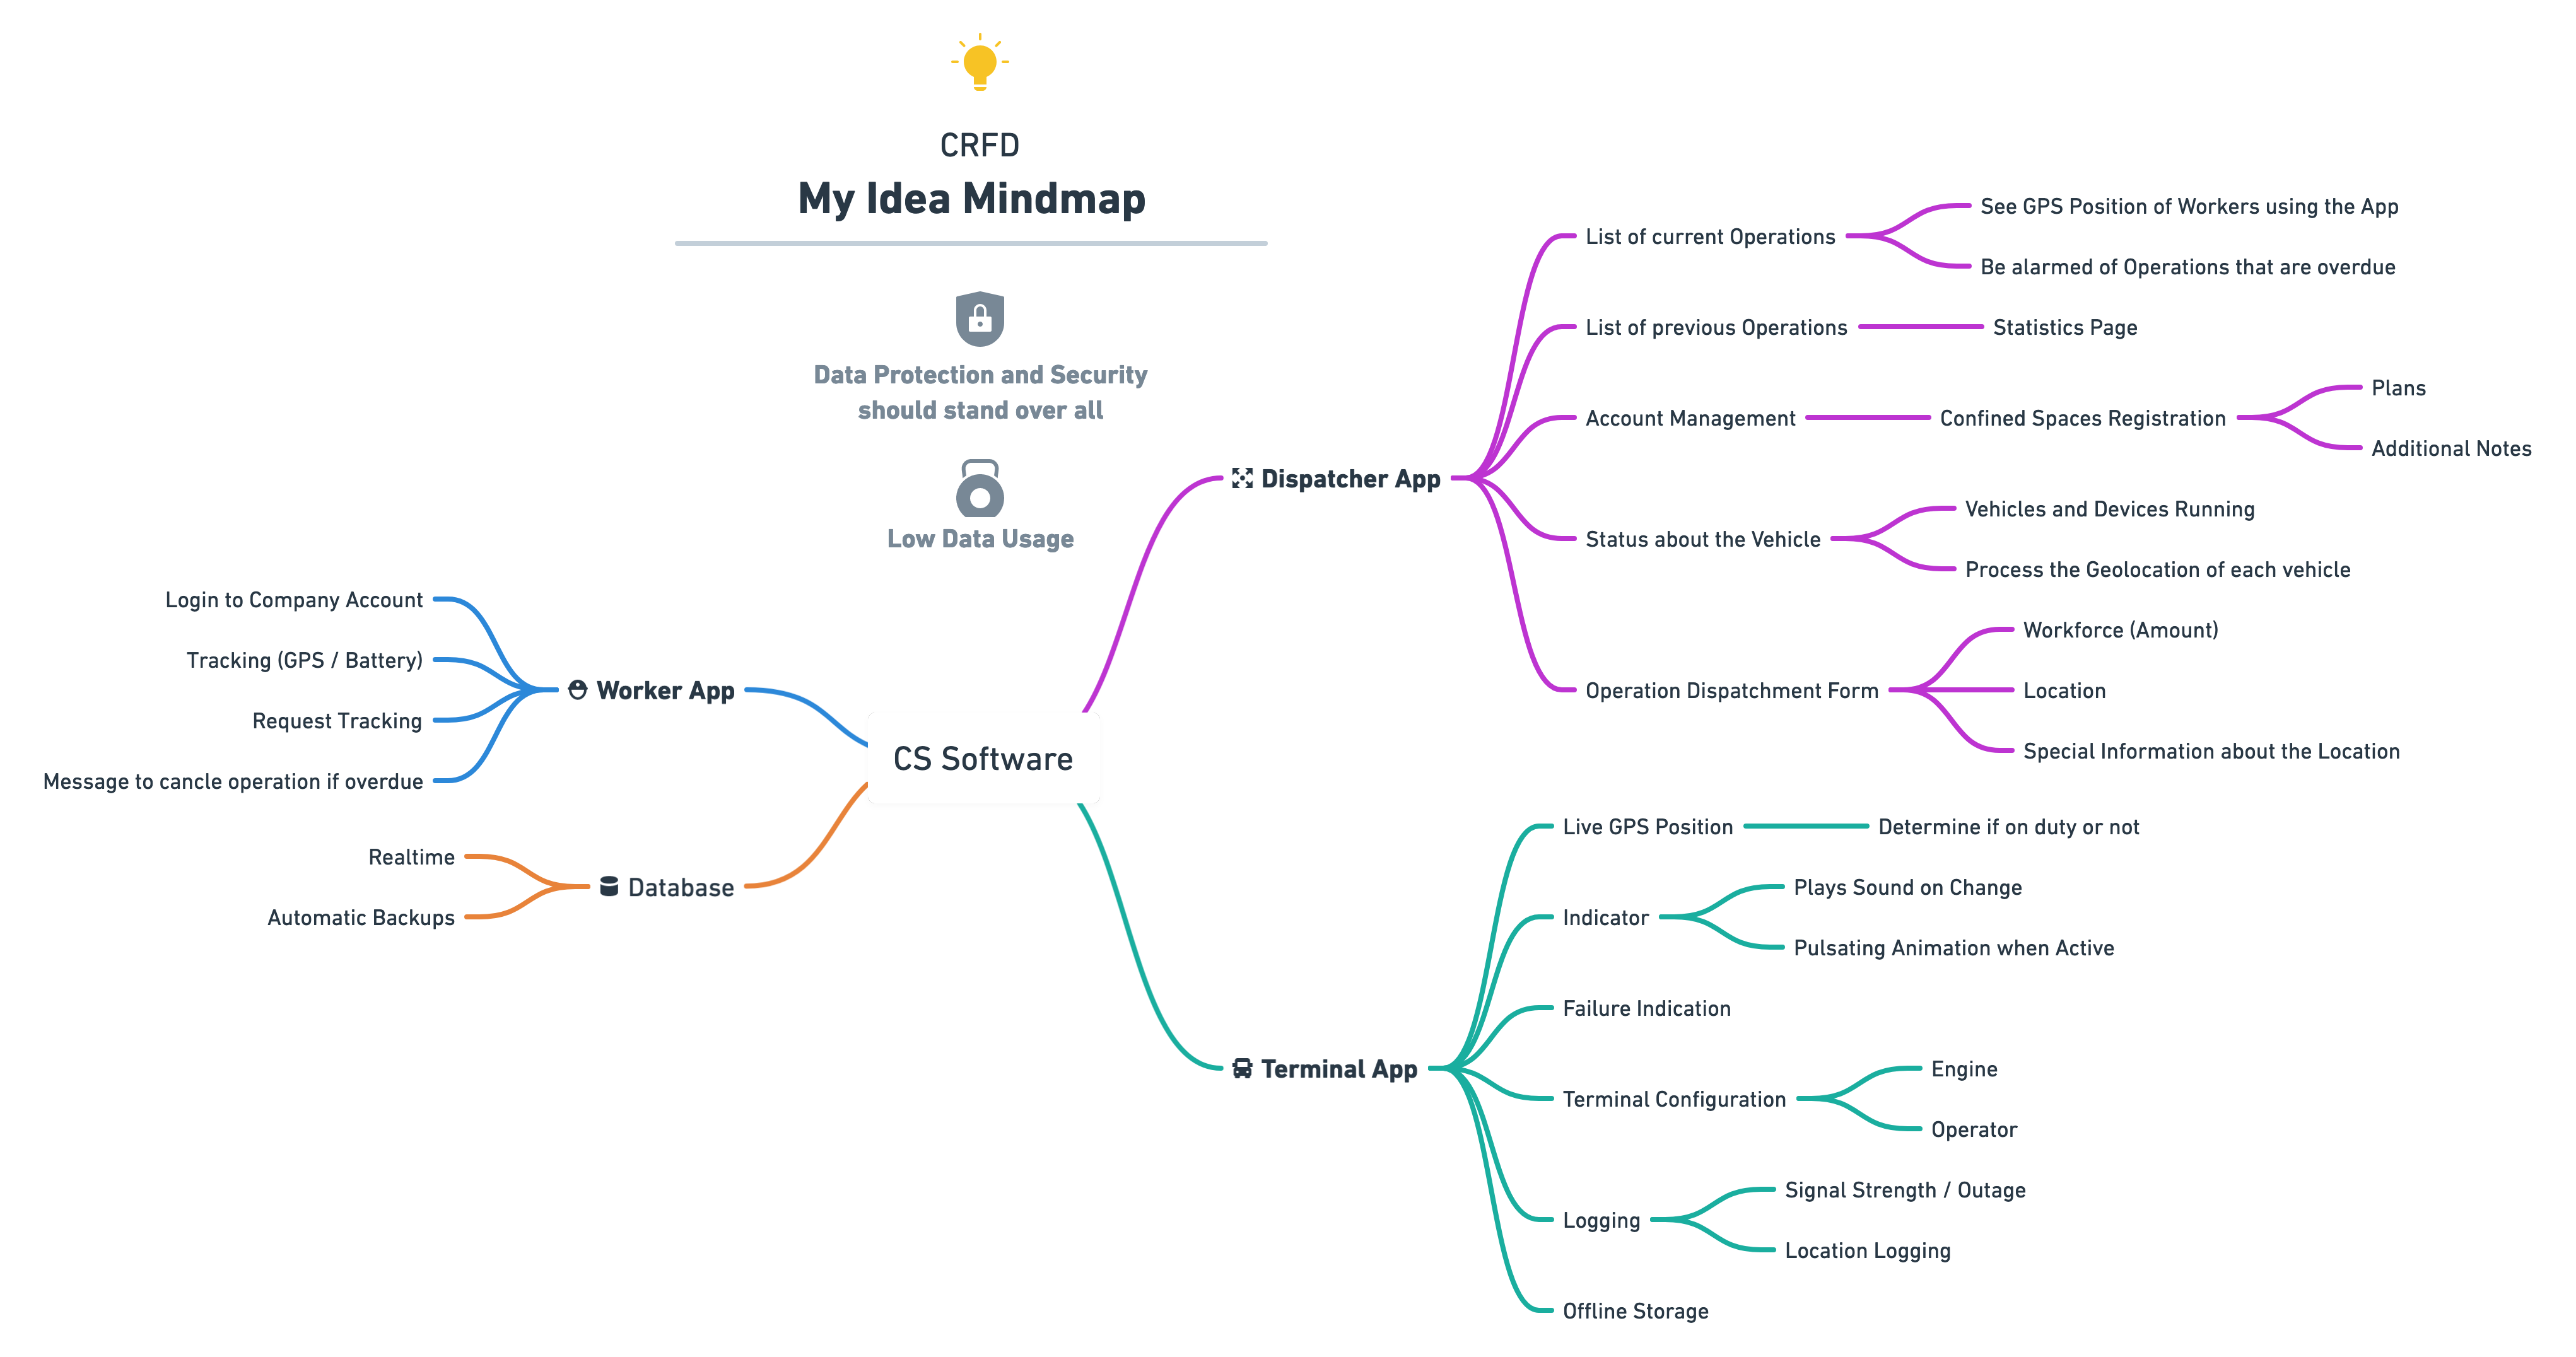 CRFD
My Idea Mindmap
Data Protection and Security
should stand over all
Low Data Usage
CS Software
Worker App
Login to Company Account
Tracking (GPS / Battery)
Request Tracking
Message to cancle operation if overdue
Database
Realtime
Automatic Backups
Dispatcher App
List of current Operations
See GPS Position of Workers using the App
Be alarmed of Operations that are overdue
List of previous Operations
Statistics Page
Account Management
Confined Spaces Registration
Plans
Additional Notes
Status about the Vehicle
Vehicles and Devices Running
Process the Geolocation of each vehicle
Operation Dispatchment Form
Workforce (Amount)
Location
Special Information about the Location
Terminal App
Live GPS Position
Determine if on duty or not
Indicator
Plays Sound on Change
Pulsating Animation when Active
Failure Indication
Terminal Configuration
Engine
Operator
Logging
Signal Strength / Outage
Location Logging
Offline Storage